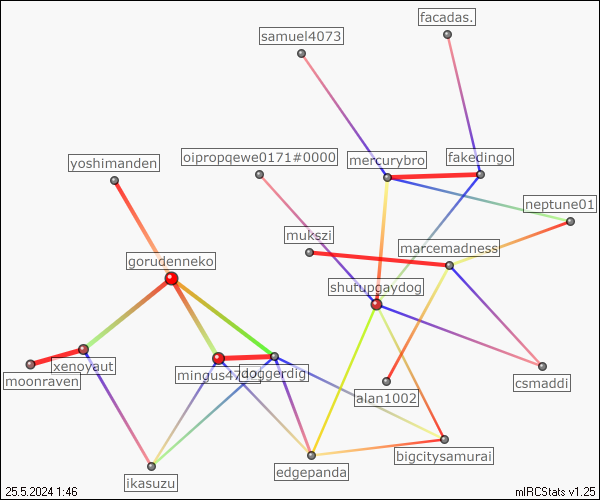 facadas.
samuel4073
oipropqewe0171#0000
mercurybro
fakedingo
yoshimanden
neptune01
mukszi
marcemadness
gorudenneko
shutupgaydog
xenoyaut
doggerdig
moonraven
csmaddi
alan1002
bigcitysamurai
edgepanda
ikasuzu
25.5.2024 1:46
mIRCStats v1.25